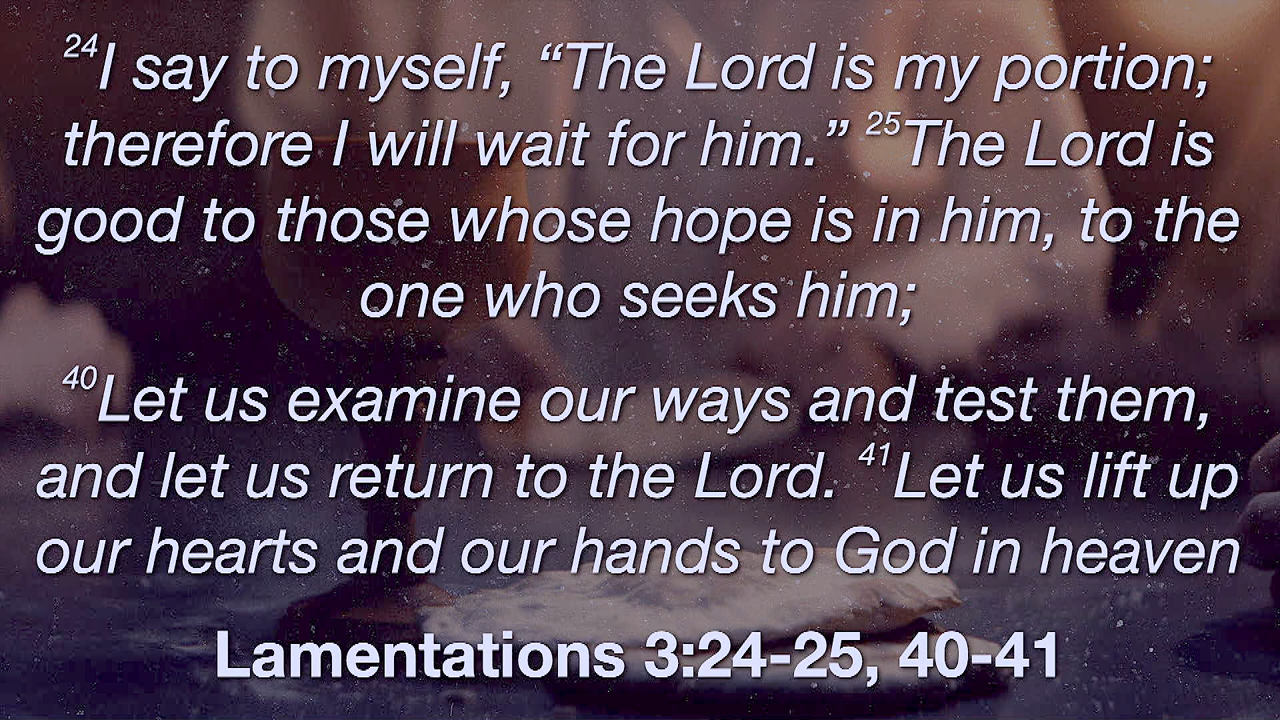 24I say to myself, “The Lord is my portion;
therefore I will wait for him.” 25The Lord is
good to those whose hope is in him, to the
one who seeks him;
40Let us examine our ways and test them,
and let us return to the Lord. 41Let us lift up
our hearts and our hands to God in heaven
Lamentations 3:24-25, 40-41